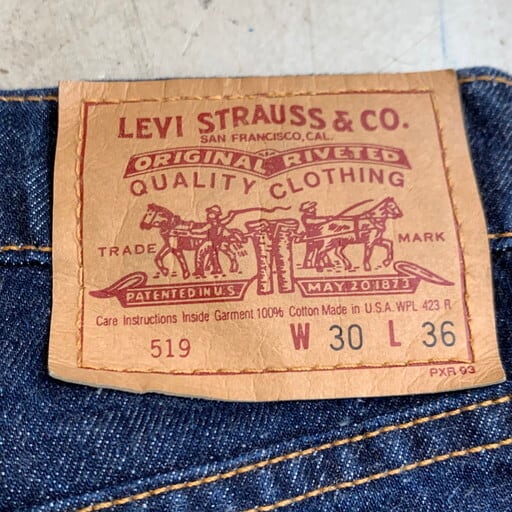 LEVI STRAUSS & CO.
SAN FRANCISCO, CAL.
ORIGINAL RIVETED
QUALITY CLOTHING
TRADE MARK
PATENTED IN U.S. MAY 20 1873
Care Instructions Inside Garment 100% Cotton Made in U.S.A. WPL 423 R
519 W 30 L 36
PXR 93